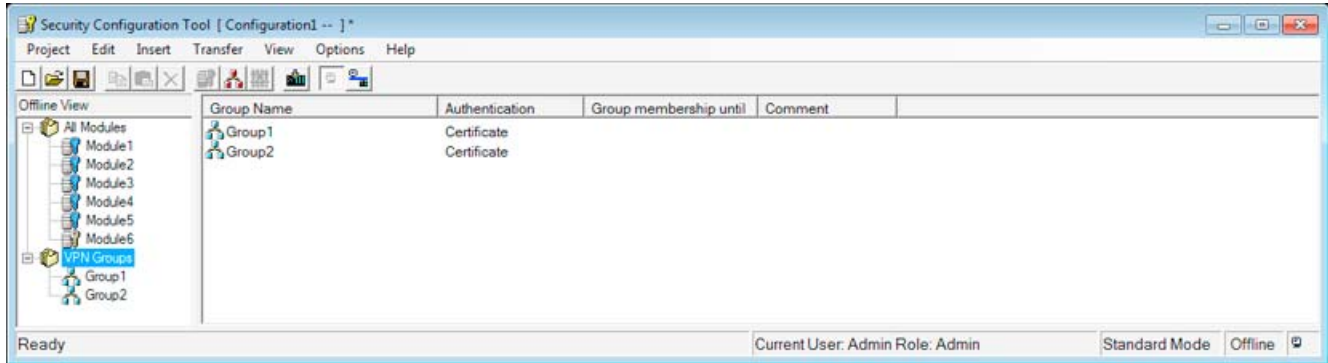 Security Configuration Tool [ Configuration1 -- ] *
Project Edit Insert Transfer View Options Help
Offline View
All Modules
Module1
Module2
Module3
Module4
Module5
Module6
VPN Groups
Group1
Group2
Group Name Authentication Group membership until Comment
Group1 Certificate
Group2 Certificate
Ready Current User: Admin Role: Admin Standard Mode Offline